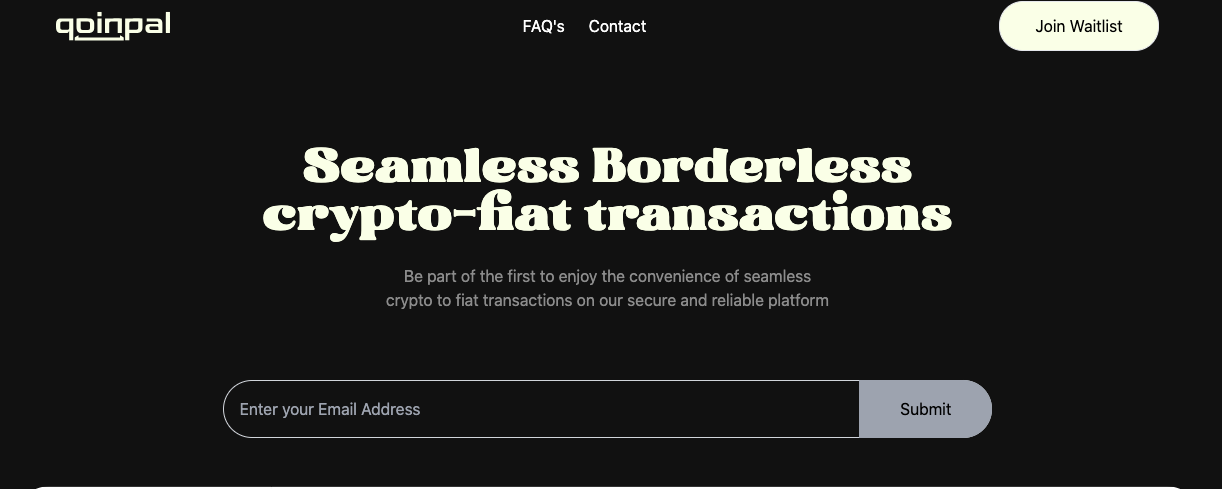 qoinpal
FAQ's
Contact
Join Waitlist
Seamless Borderless
crypto-fiat transactions
Be part of the first to enjoy the convenience of seamless
crypto to fiat transactions on our secure and reliable platform
Enter your Email Address
Submit